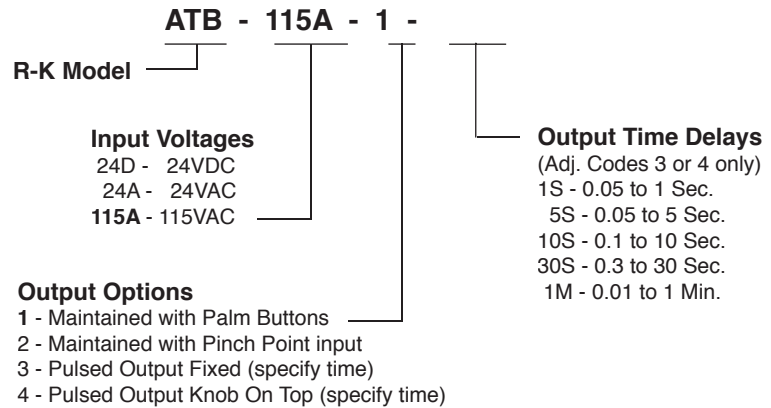 ATB - 115A - 1 -
R-K Model
Input Voltages
24D - 24VDC
24A - 24VAC
115A - 115VAC
Output Options
1 - Maintained with Palm Buttons
2 - Maintained with Pinch Point input
3 - Pulsed Output Fixed (specify time)
4 - Pulsed Output Knob On Top (specify time)
Output Time Delays
(Adj. Codes 3 or 4 only)
1S - 0.05 to 1 Sec.
5S - 0.05 to 5 Sec.
10S - 0.1 to 10 Sec.
30S - 0.3 to 30 Sec.
1M - 0.01 to 1 Min.